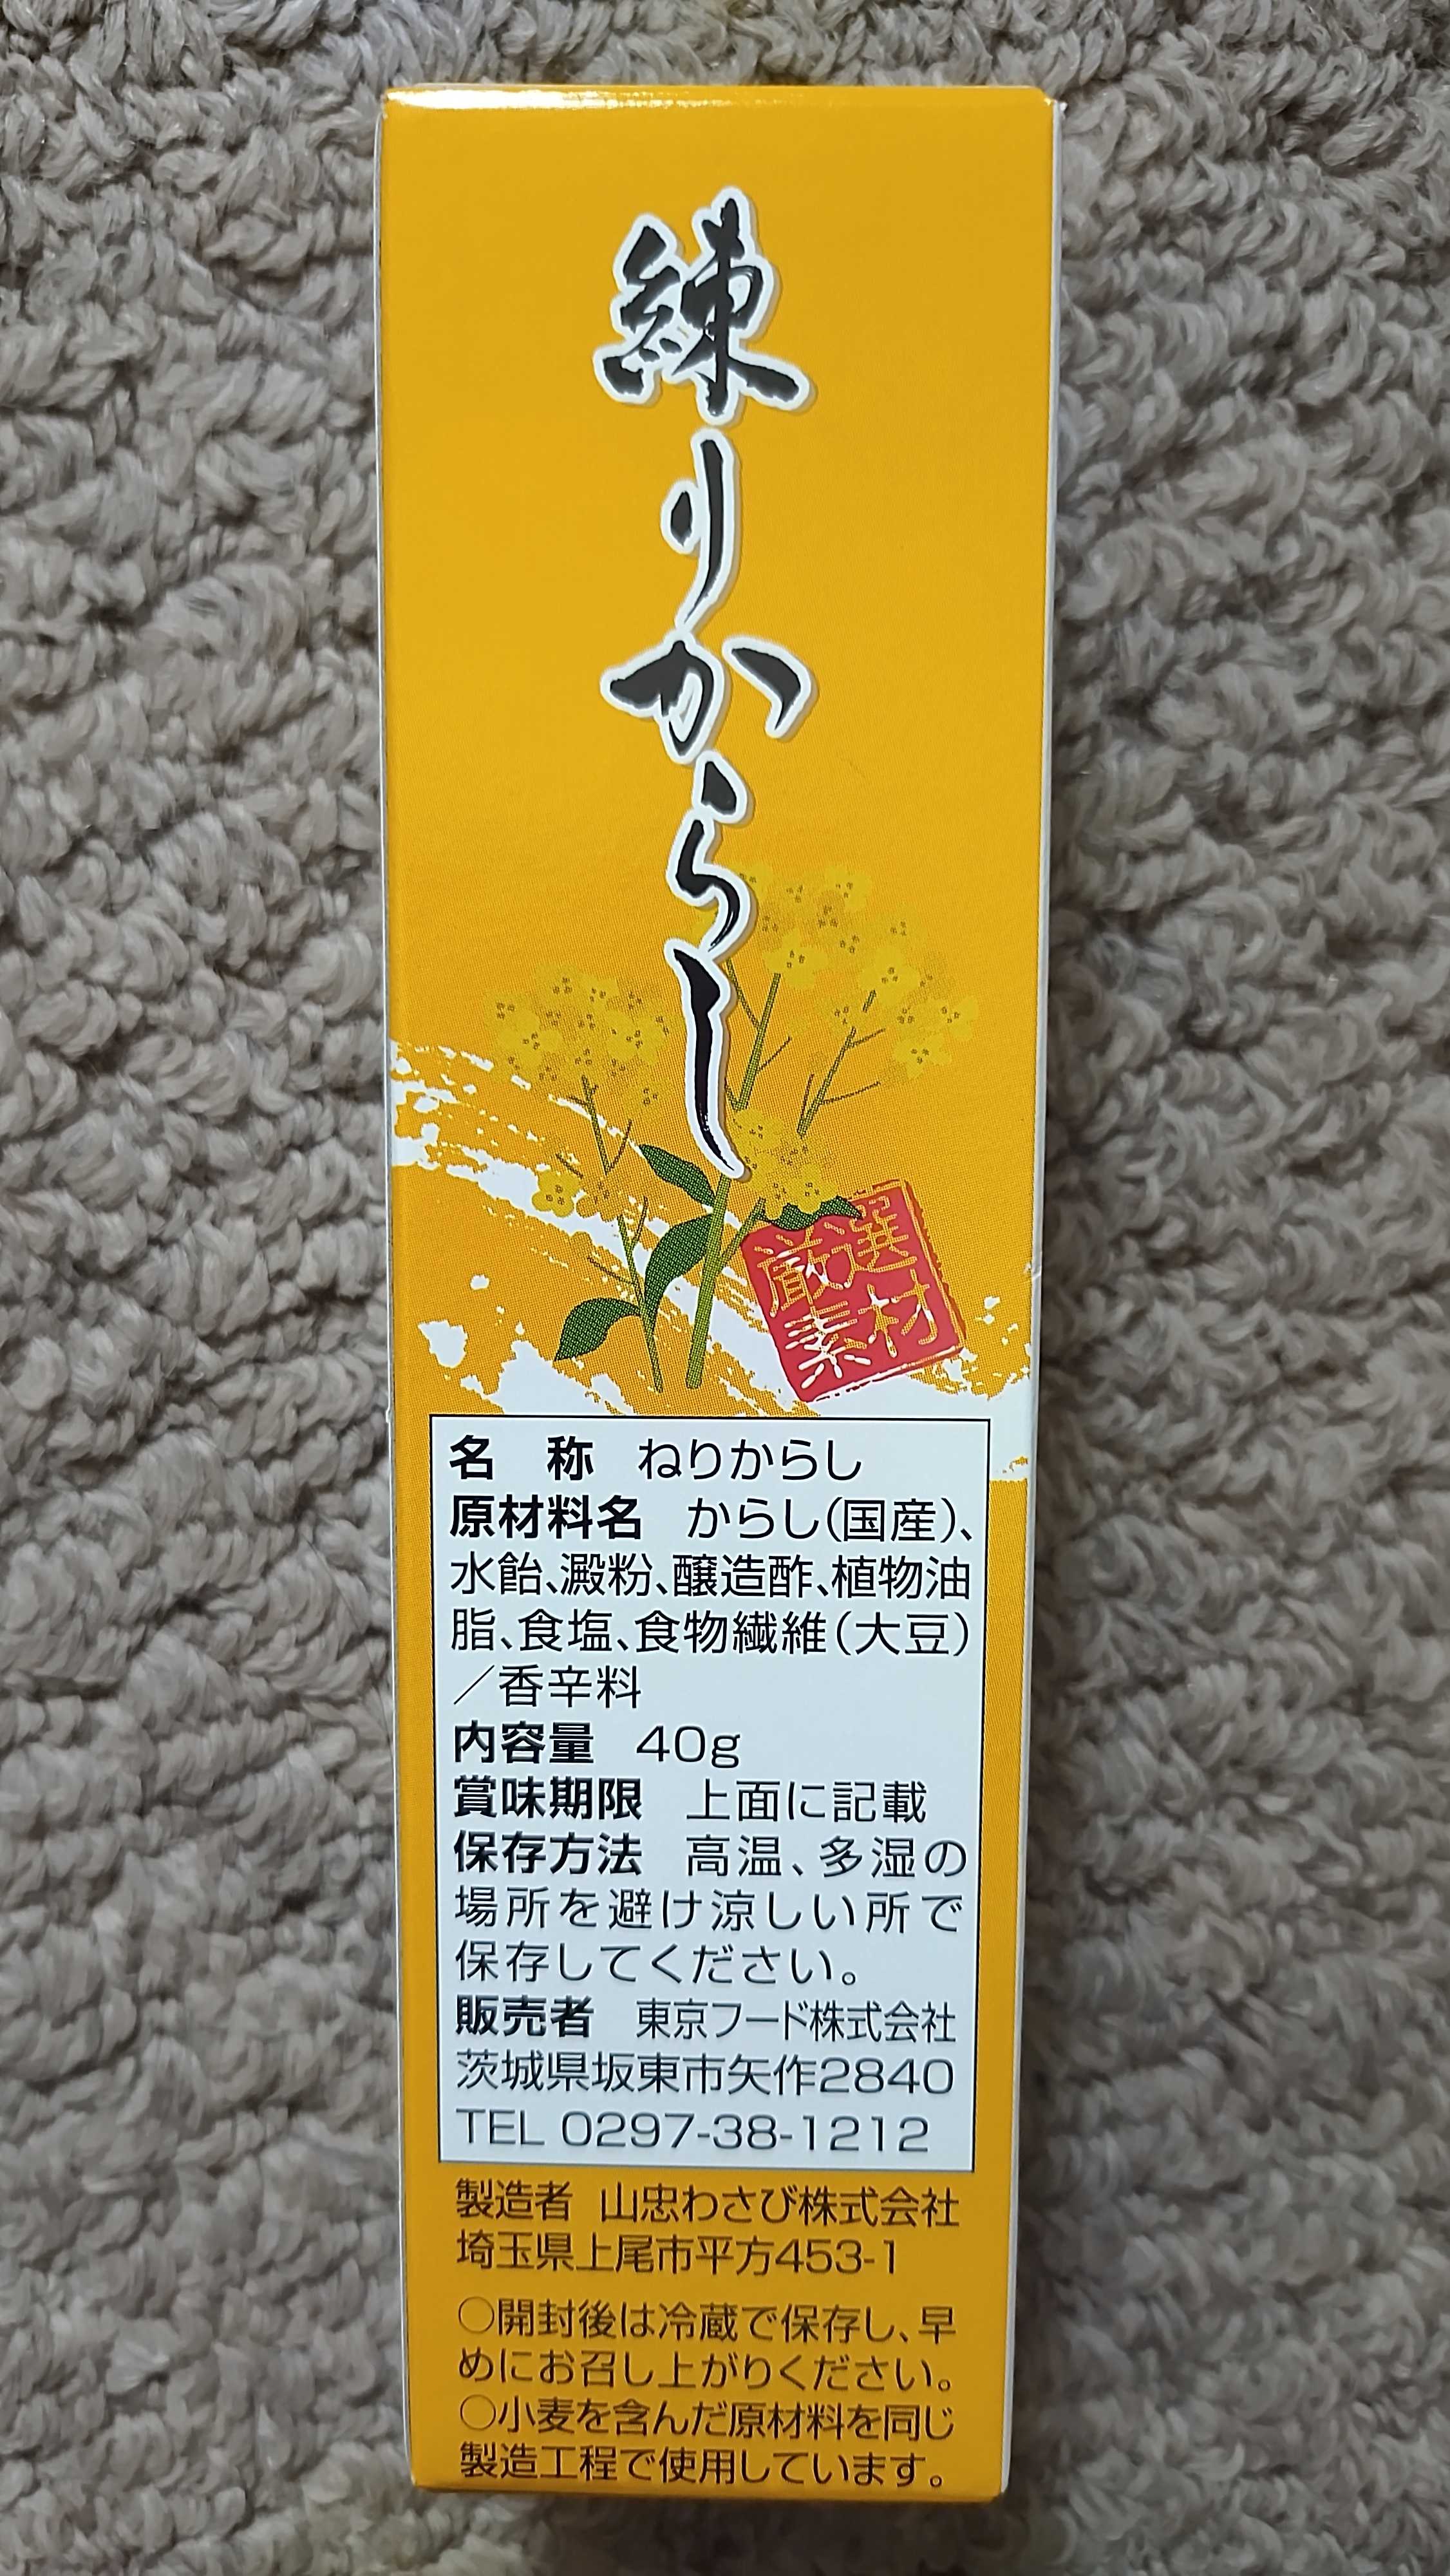 練りからし
厳選
素材
名　称　ねりからし
原材料名　からし(国産)、
水飴、澱粉、醸造酢、植物油
脂、食塩、食物繊維(大豆)
／香辛料
内容量　40g
賞味期限　上面に記載
保存方法　高温、多湿の
場所を避け涼しい所で
保存してください。
販売者　東京フード株式会社
茨城県坂東市矢作2840
TEL 0297-38-1212
製造者　山忠わさび株式会社
埼玉県上尾市平方453-1
○開封後は冷蔵で保存し、早
めにお召し上がりください。
○小麦を含んだ原材料を同じ
製造工程で使用しています。